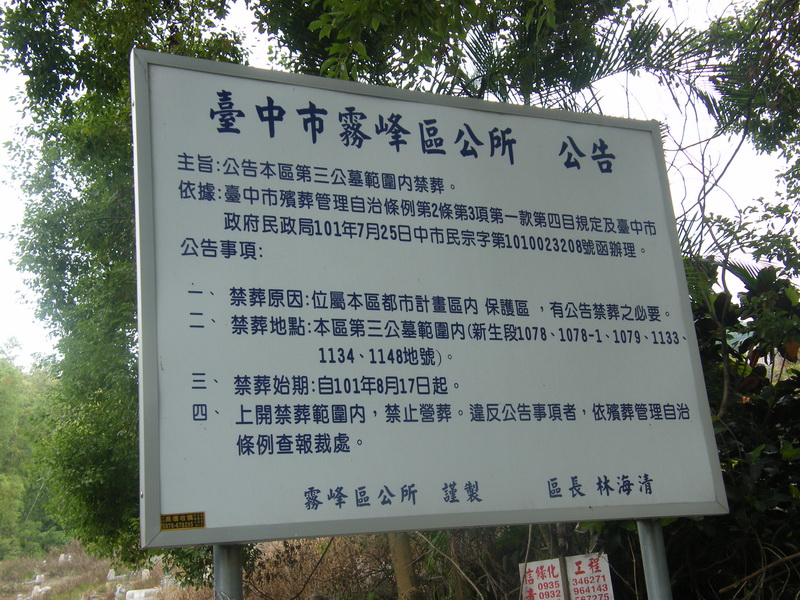 臺中市霧峰區公所 公告
主旨:公告本區第三公墓範圍內禁葬。
依據:臺中市殯葬管理自治條例第2條第3項第一款第四目規定及臺中市
政府民政局101年7月25日中市民宗字第1010023208號函辦理。
公告事項:
一、禁葬原因:位屬本區都市計畫區內 保護區 ,有公告禁葬之必要。
二、禁葬地點:本區第三公墓範圍內(新生段1078、1078-1、1079、1133、
1134、1148地號)。
三、禁葬始期:自101年8月17日起。
四、上開禁葬範圍內,禁止營葬。違反公告事項者,依殯葬管理自治
條例查報裁處。
霧峰區公所 謹製 區長 林海清
工程
0935 346271
0932 964143
567275